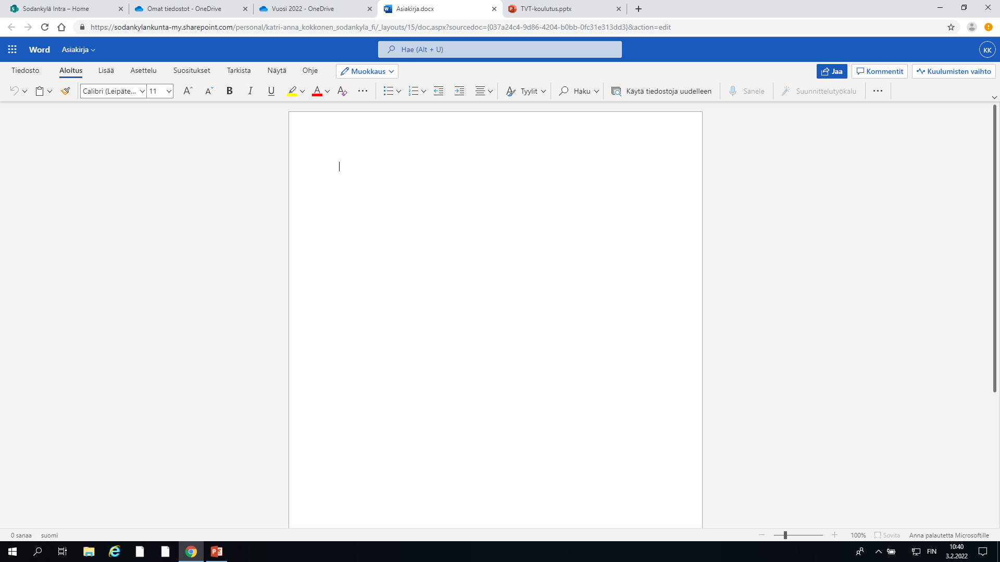 Sodankylä Intra – Home
Omat tiedostot - OneDrive
Vuosi 2022 - OneDrive
Asiakirja.docx
TVT-koulutus.pptx
https://sodankylankunta-my.sharepoint.com/personal/katri-anna_kokkonen_sodankyla_fi/_layouts/15/doc.aspx?sourcedoc={037a24c4-9d86-4204-b0bb-0fc31e313dd3}&action=edit
Word Asiakirja
Hae (Alt + U)
KK
Tiedosto Aloitus Lisää Asettelu Suositukset Tarkista Näytä Ohje Muokkaus Jaa Kommentit Kuulumisten vaihto
Calibri (Leipäte... 11 A A B I U A A Tyylit Haku Käytä tiedostoja uudelleen Sanele Suunnittelutyökalu
0 sanaa suomi 100% Sovita Anna palautetta Microsoftille
FIN
10:40
3.2.2022